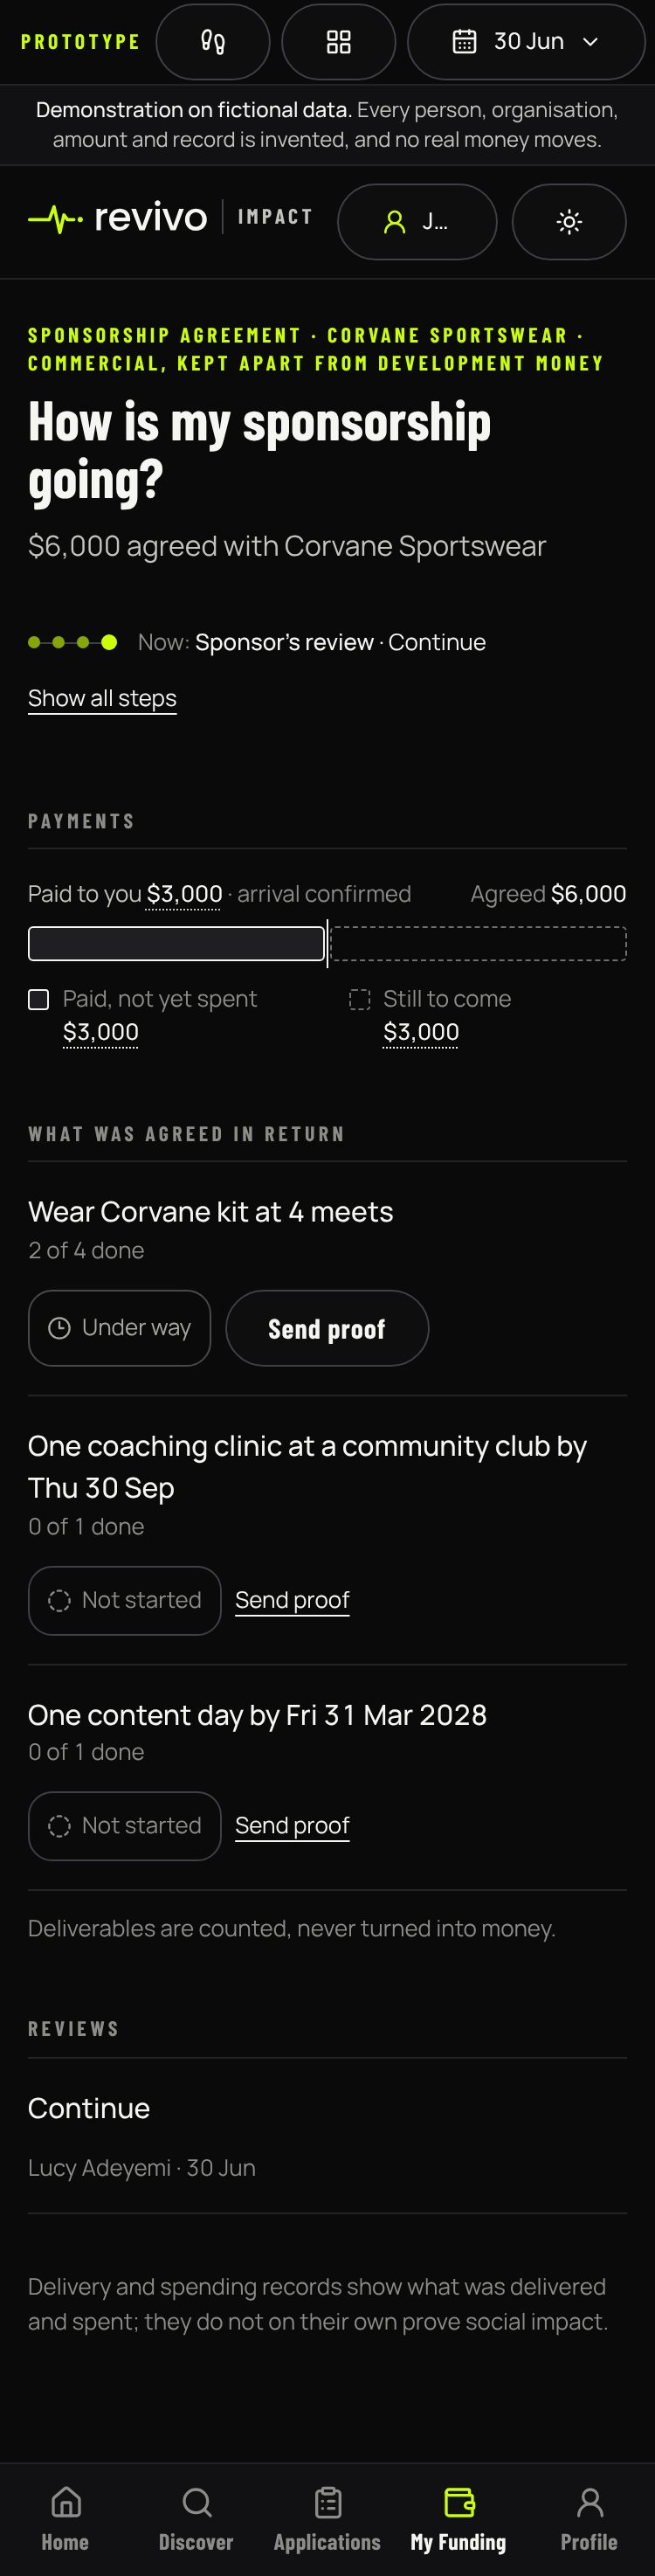 PROTOTYPE
30 Jun
Demonstration on fictional data. Every person, organisation,
amount and record is invented, and no real money moves.
revivo IMPACT
J...
SPONSORSHIP AGREEMENT · CORVANE SPORTSWEAR ·
COMMERCIAL, KEPT APART FROM DEVELOPMENT MONEY
How is my sponsorship
going?
$6,000 agreed with Corvane Sportswear
Now: Sponsor's review · Continue
Show all steps
PAYMENTS
Paid to you $3,000 · arrival confirmed Agreed $6,000
Paid, not yet spent Still to come
$3,000 $3,000
WHAT WAS AGREED IN RETURN
Wear Corvane kit at 4 meets
2 of 4 done
Under way Send proof
One coaching clinic at a community club by
Thu 30 Sep
0 of 1 done
Not started Send proof
One content day by Fri 31 Mar 2028
0 of 1 done
Not started Send proof
Deliverables are counted, never turned into money.
REVIEWS
Continue
Lucy Adeyemi · 30 Jun
Delivery and spending records show what was delivered
and spent; they do not on their own prove social impact.
Home Discover Applications My Funding Profile